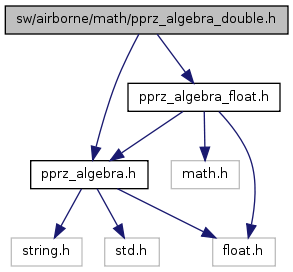 sw/airborne/math/pprz_algebra_double.h
pprz_algebra_float.h
pprz_algebra.h
math.h
string.h
std.h
float.h